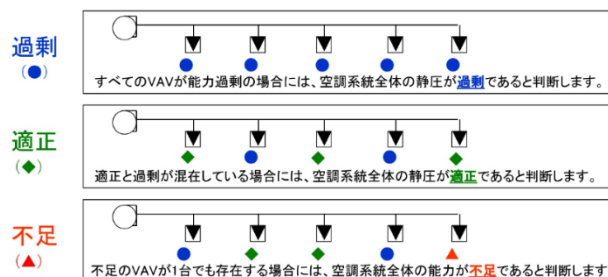 過剰
(●)
すべてのVAVが能力過剰の場合には、空調系統全体の静圧が過剰であると判断します。
適正
(◆)
適正と過剰が混在している場合には、空調系統全体の静圧が適正であると判断します。
不足
(▲)
不足のVAVが1台でも存在する場合には、空調系統全体の能力が不足であると判断します